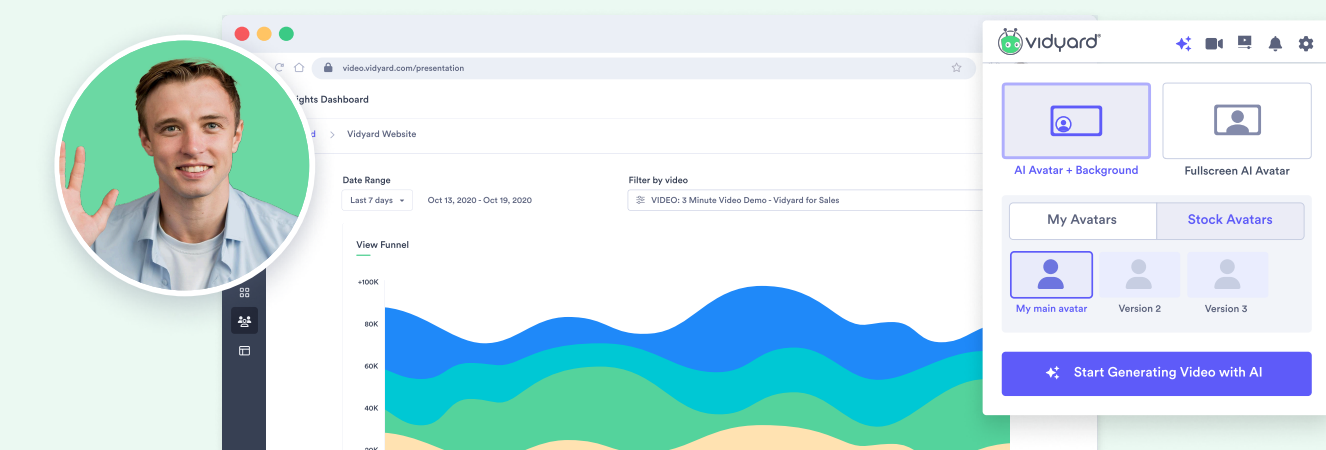 vidyard
video.vidyard.com/presentation
ights Dashboard
d > Vidyard Website
Date Range
Filter by video
Last 7 days
Oct 13, 2020 - Oct 19, 2020
VIDEO: 3 Minute Video Demo - Vidyard for Sales
View Funnel
+100K
80K
60K
40K
20K
AI Avatar + Background
Fullscreen AI Avatar
My Avatars
Stock Avatars
My main avatar
Version 2
Version 3
Start Generating Video with AI